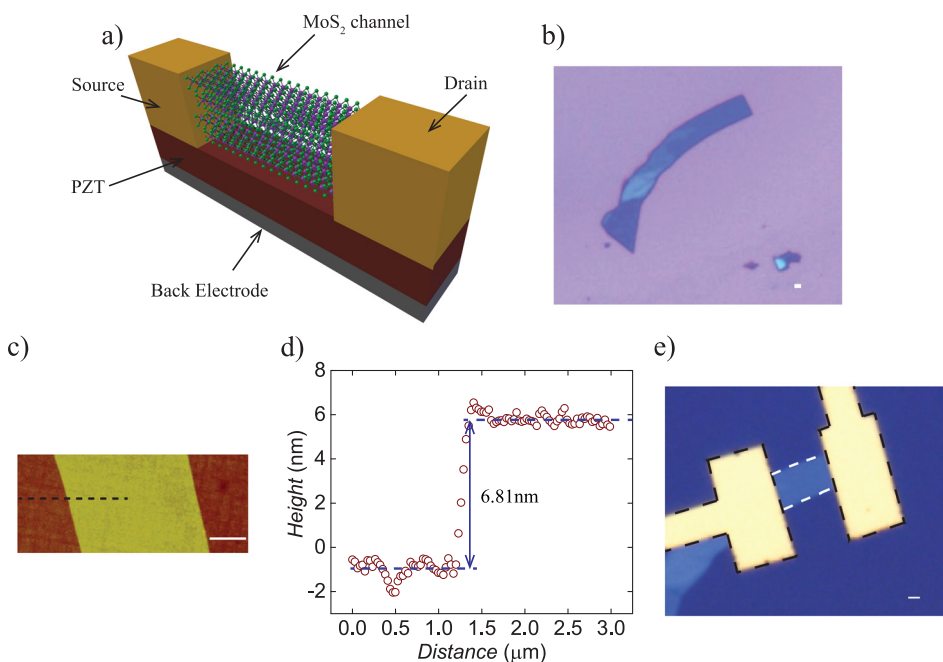 a)
MoS₂ channel
Source
Drain
PZT
Back Electrode
b)
c)
d)
Height (nm)
8
6
4
2
0
-2
6.81nm
0.0 0.5 1.0 1.5 2.0 2.5 3.0
Distance (μm)
e)